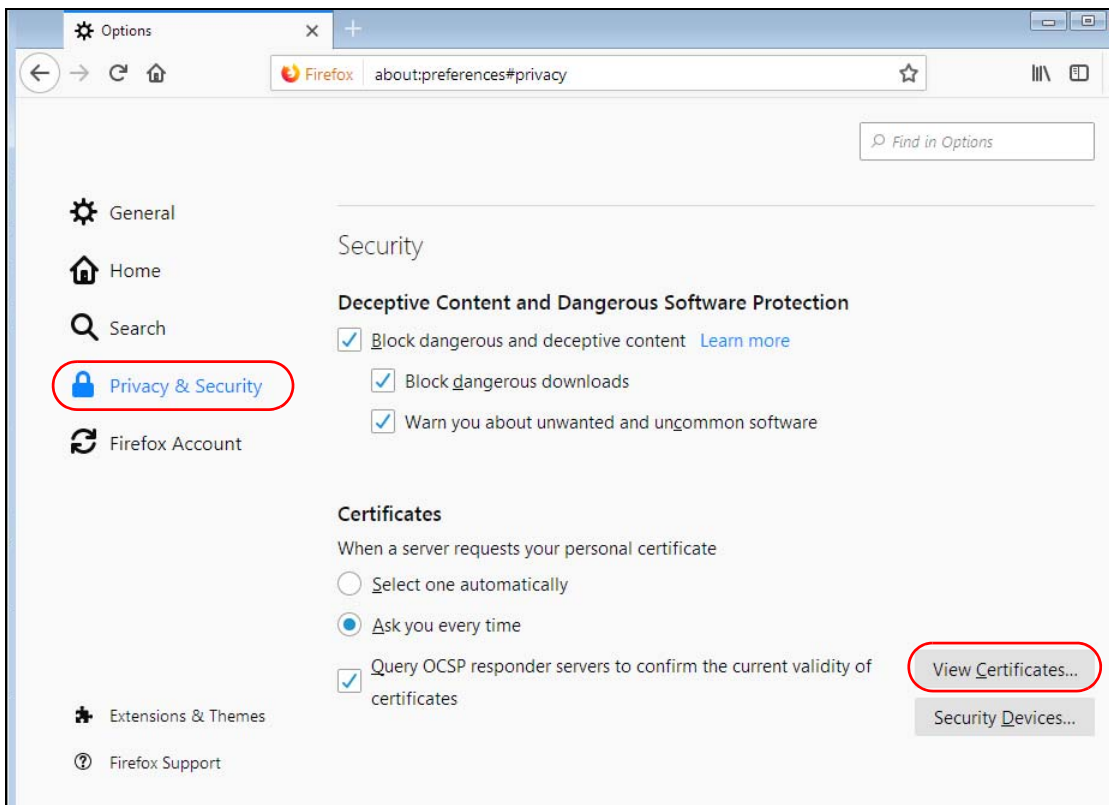 Options
Firefox about:preferences#privacy
Find in Options
General
Home
Search
Privacy & Security
Firefox Account
Extensions & Themes
Firefox Support
Security
Deceptive Content and Dangerous Software Protection
Block dangerous and deceptive content Learn more
Block dangerous downloads
Warn you about unwanted and uncommon software
Certificates
When a server requests your personal certificate
Select one automatically
Ask you every time
Query OCSP responder servers to confirm the current validity of
certificates
View Certificates...
Security Devices...